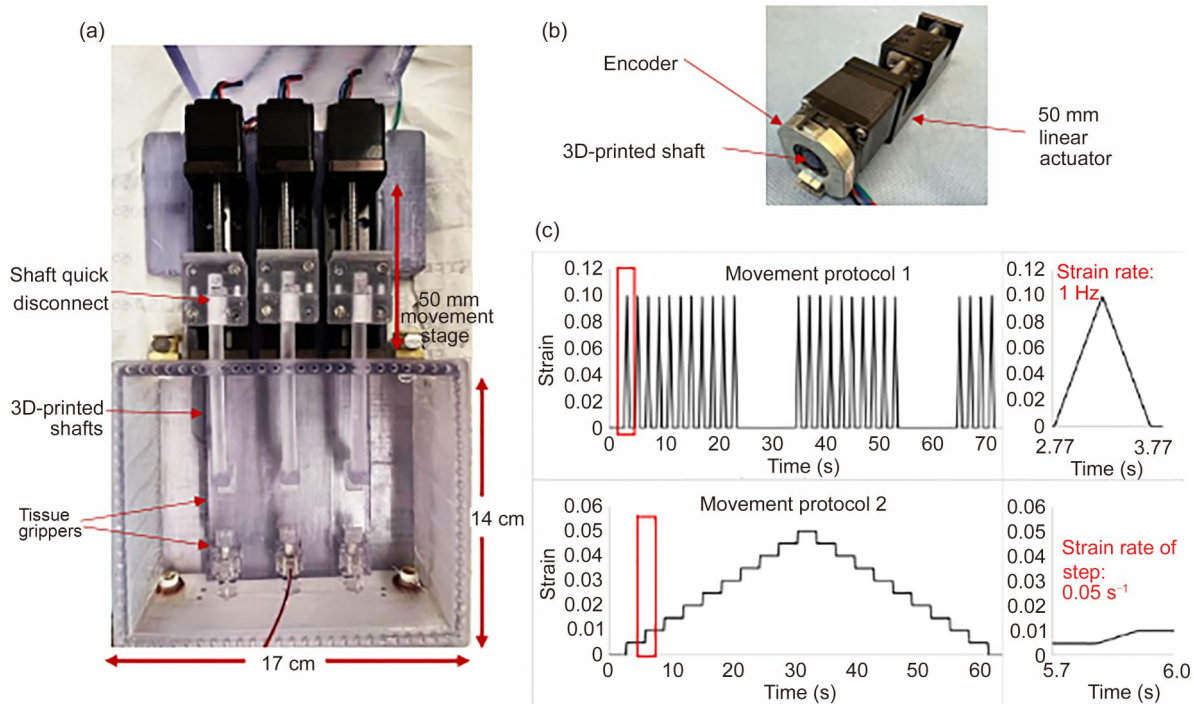 (a)
Shaft quick
disconnect
50 mm
movement
stage
3D-printed
shafts
Tissue
grippers
14 cm
17 cm
(b)
Encoder
3D-printed shaft
50 mm
linear
actuator
(c)
Movement protocol 1
Strain
0.12
0.10
0.08
0.06
0.04
0.02
0
0 10 20 30 40 50 60 70
Time (s)
Strain rate:
1 Hz
0.12
0.10
0.08
0.06
0.04
0.02
0
2.77 3.77
Time (s)
Movement protocol 2
Strain
0.06
0.05
0.04
0.03
0.02
0.01
0
0 10 20 30 40 50 60
Time (s)
Strain rate of
step:
0.05 s⁻¹
0.06
0.05
0.04
0.03
0.02
0.01
0
5.7 6.0
Time (s)